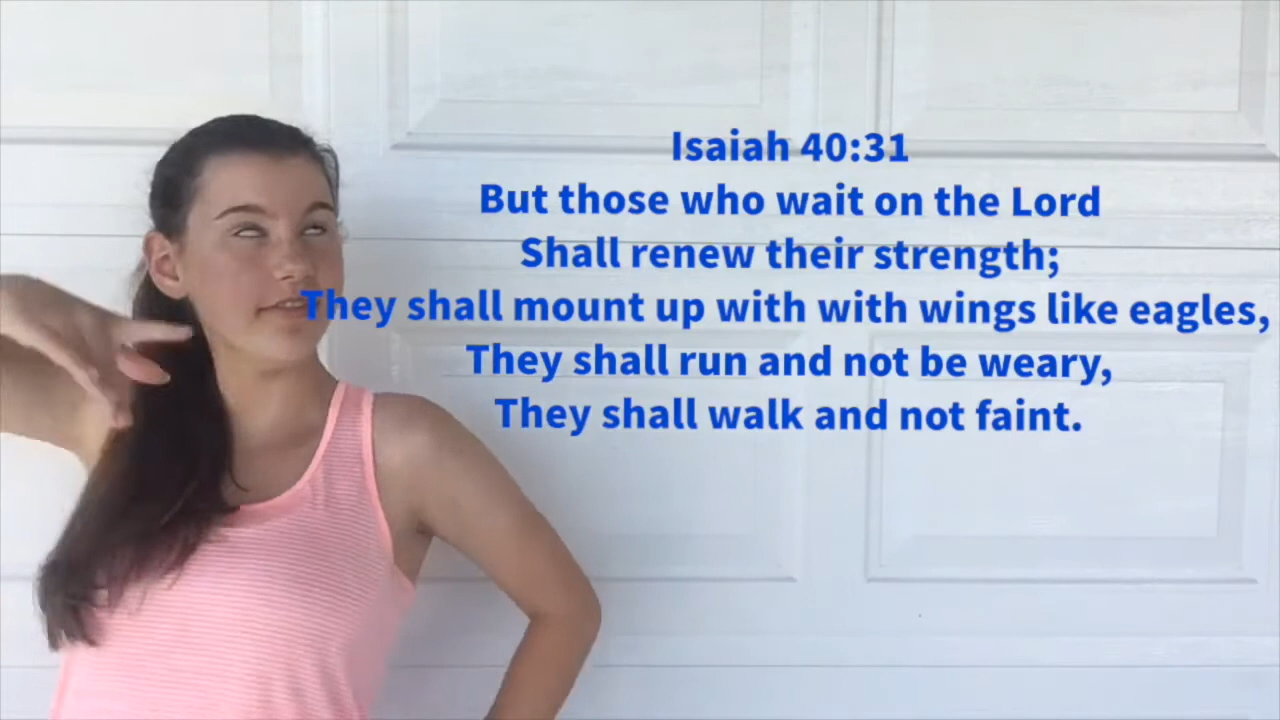 Isaiah 40:31
But those who wait on the Lord
Shall renew their strength;
They shall mount up with with wings like eagles,
They shall run and not be weary,
They shall walk and not faint.